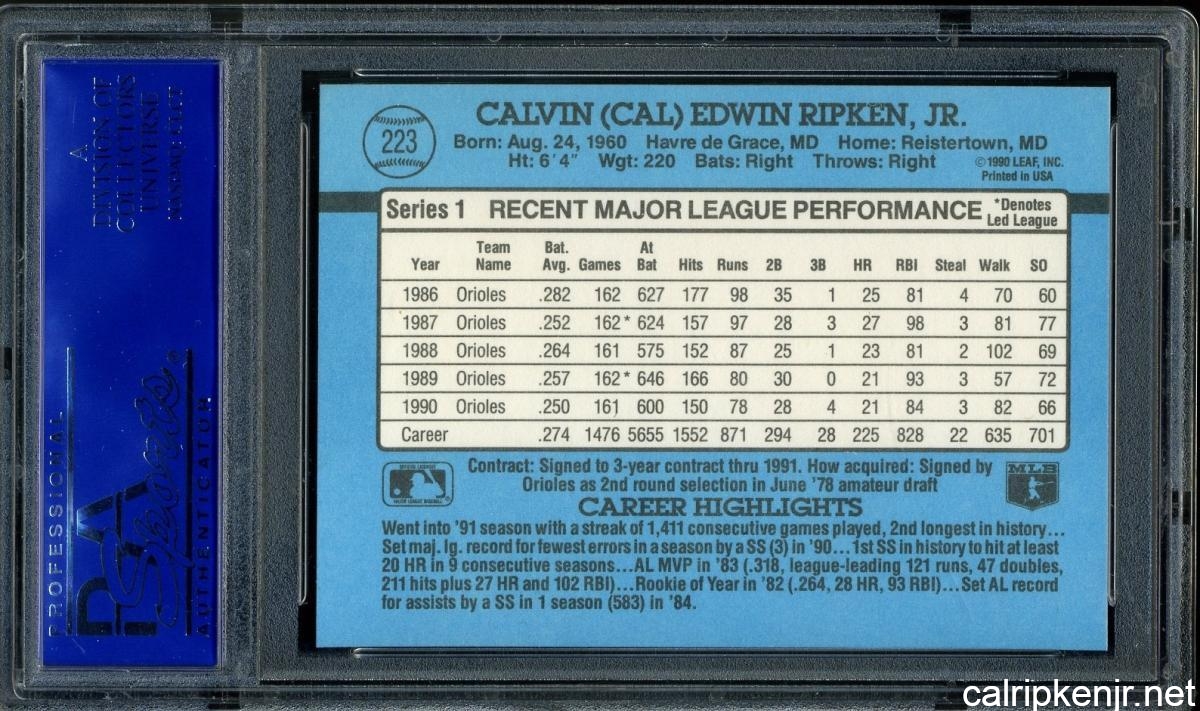 A
DIVISION OF
COLLECTORS
UNIVERSE
NASDAQ: CLCT
PROFESSIONAL
PSA
Sports
AUTHENTICATOR
®
223
CALVIN (CAL) EDWIN RIPKEN, JR.
Born: Aug. 24, 1960 Havre de Grace, MD Home: Reistertown, MD
Ht: 6'4" Wgt: 220 Bats: Right Throws: Right
©1990 LEAF, INC.
Printed in USA
Series 1 RECENT MAJOR LEAGUE PERFORMANCE *Denotes
Led League
Year Team Name Bat. Avg. Games At Bat Hits Runs 2B 3B HR RBI Steal Walk SO
1986 Orioles .282 162 627 177 98 35 1 25 81 4 70 60
1987 Orioles .252 162* 624 157 97 28 3 27 98 3 81 77
1988 Orioles .264 161 575 152 87 25 1 23 81 2 102 69
1989 Orioles .257 162* 646 166 80 30 0 21 93 3 57 72
1990 Orioles .250 161 600 150 78 28 4 21 84 3 82 66
Career .274 1476 5655 1552 871 294 28 225 828 22 635 701
Contract: Signed to 3-year contract thru 1991. How acquired: Signed by
Orioles as 2nd round selection in June '78 amateur draft
MLB
CAREER HIGHLIGHTS
Went into '91 season with a streak of 1,411 consecutive games played, 2nd longest in history...
Set maj. lg. record for fewest errors in a season by a SS (3) in '90...1st SS in history to hit at least
20 HR in 9 consecutive seasons...AL MVP in '83 (.318, league-leading 121 runs, 47 doubles,
211 hits plus 27 HR and 102 RBI)...Rookie of Year in '82 (.264, 28 HR, 93 RBI)...Set AL record
for assists by a SS in 1 season (583) in '84.
calripkenjr.net